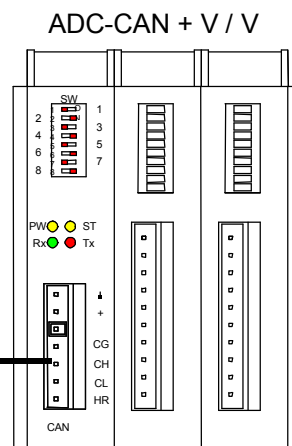 ADC-CAN + V / V
SW
1
2
3
4
5
6
7
8
PW ST
Rx Tx
+
CG
CH
CL
HR
CAN